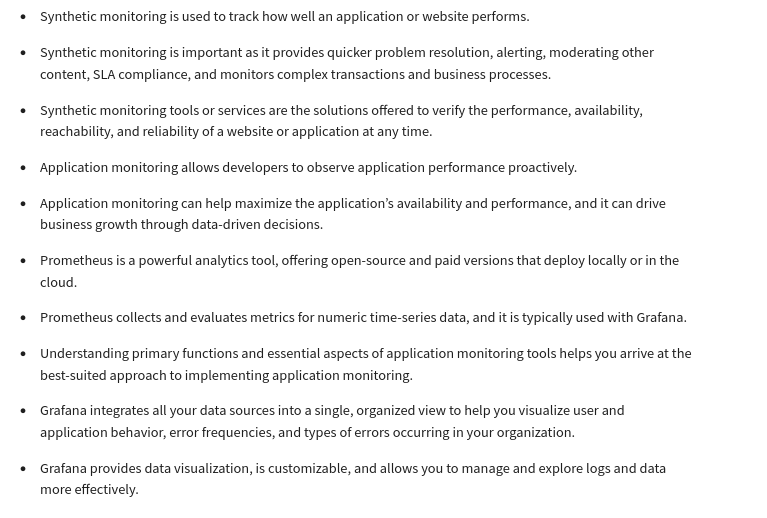 • Synthetic monitoring is used to track how well an application or website performs.
• Synthetic monitoring is important as it provides quicker problem resolution, alerting, moderating other
content, SLA compliance, and monitors complex transactions and business processes.
• Synthetic monitoring tools or services are the solutions offered to verify the performance, availability,
reachability, and reliability of a website or application at any time.
• Application monitoring allows developers to observe application performance proactively.
• Application monitoring can help maximize the application’s availability and performance, and it can drive
business growth through data-driven decisions.
• Prometheus is a powerful analytics tool, offering open-source and paid versions that deploy locally or in the
cloud.
• Prometheus collects and evaluates metrics for numeric time-series data, and it is typically used with Grafana.
• Understanding primary functions and essential aspects of application monitoring tools helps you arrive at the
best-suited approach to implementing application monitoring.
• Grafana integrates all your data sources into a single, organized view to help you visualize user and
application behavior, error frequencies, and types of errors occurring in your organization.
• Grafana provides data visualization, is customizable, and allows you to manage and explore logs and data
more effectively.